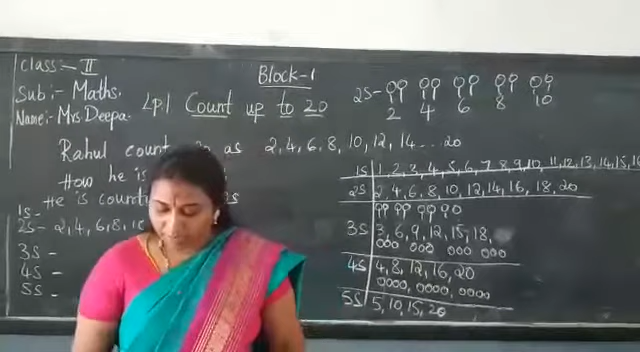 Class:- II
Block-1
Sub:- Maths.
Name:- Mrs. Deepa.
Lp1 Count up to 20
2S-
2 4 6 8 10
Rahul count as 2, 4, 6, 8, 10, 12, 14... 20
How he is
He is count
1S-
2S- 2, 4, 6, 8, 10
3S-
4S-
5S-
1S 1, 2, 3, 4, 5, 6, 7, 8, 9, 10, 11, 12, 13, 14, 15, 16
2S 2, 4, 6, 8, 10, 12, 14, 16, 18, 20
3S 3, 6, 9, 12, 15, 18,
4S 4, 8, 12, 16, 20
5S 5, 10, 15, 20